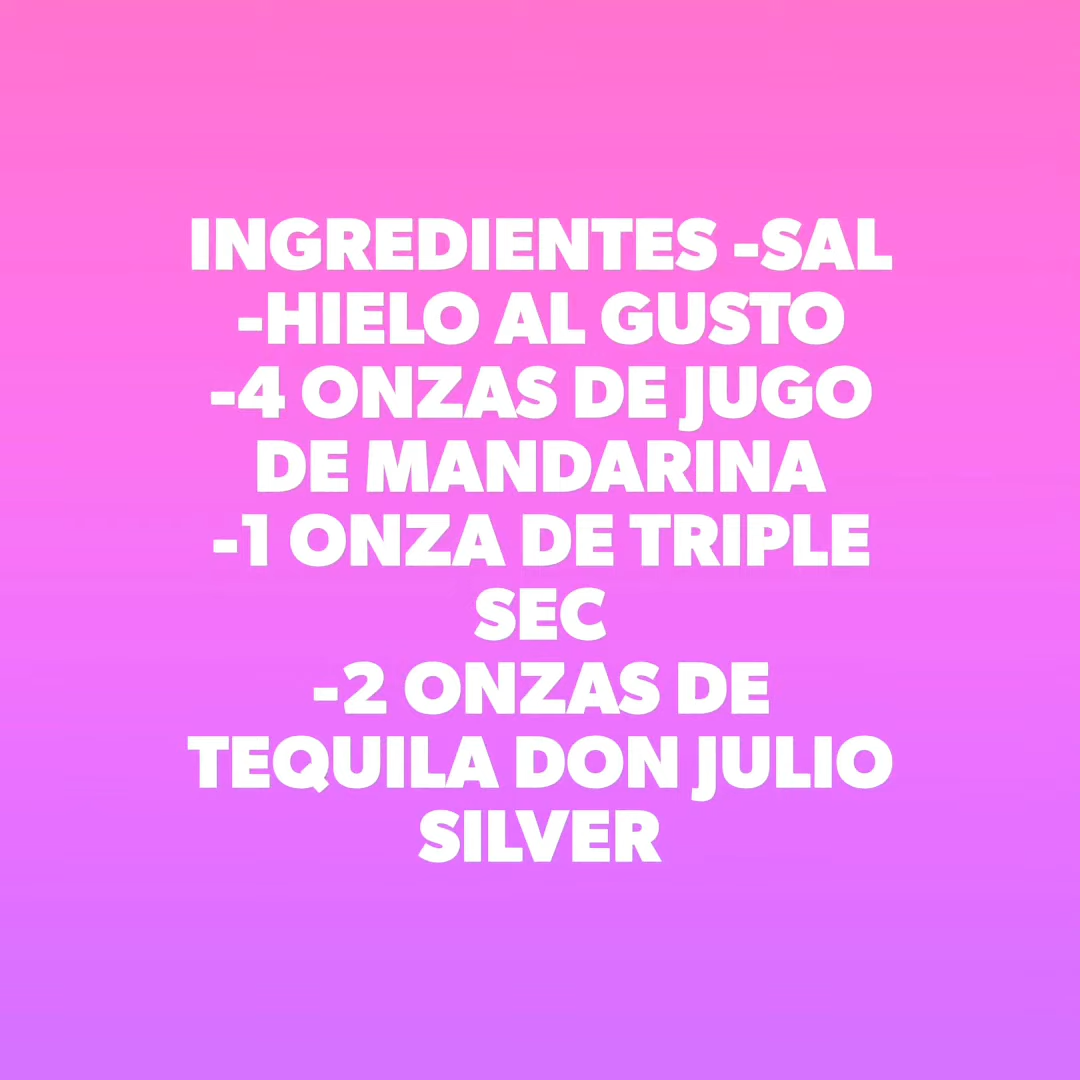 INGREDIENTES -SAL
-HIELO AL GUSTO
-4 ONZAS DE JUGO
DE MANDARINA
-1 ONZA DE TRIPLE
SEC
-2 ONZAS DE
TEQUILA DON JULIO
SILVER